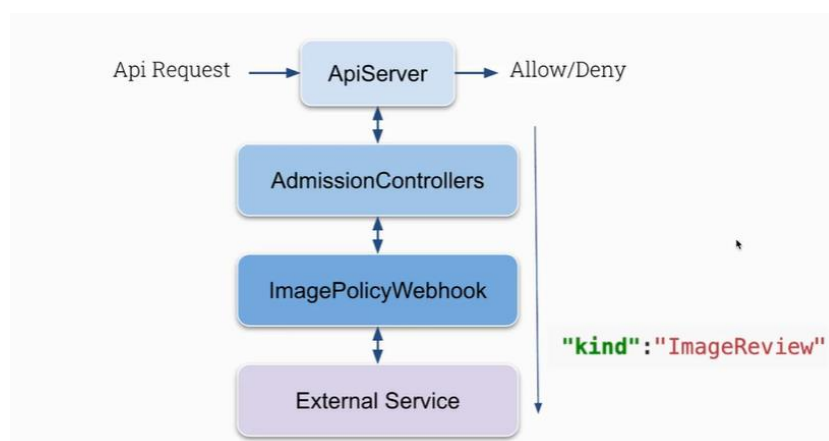 Api Request
ApiServer
Allow/Deny
AdmissionControllers
ImagePolicyWebhook
"kind":"ImageReview"
External Service